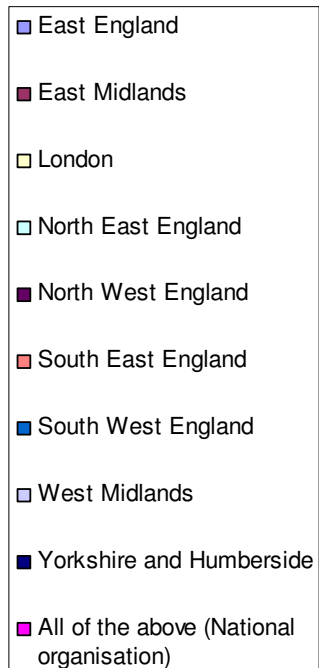 East England
East Midlands
London
North East England
North West England
South East England
South West England
West Midlands
Yorkshire and Humberside
All of the above (National
organisation)